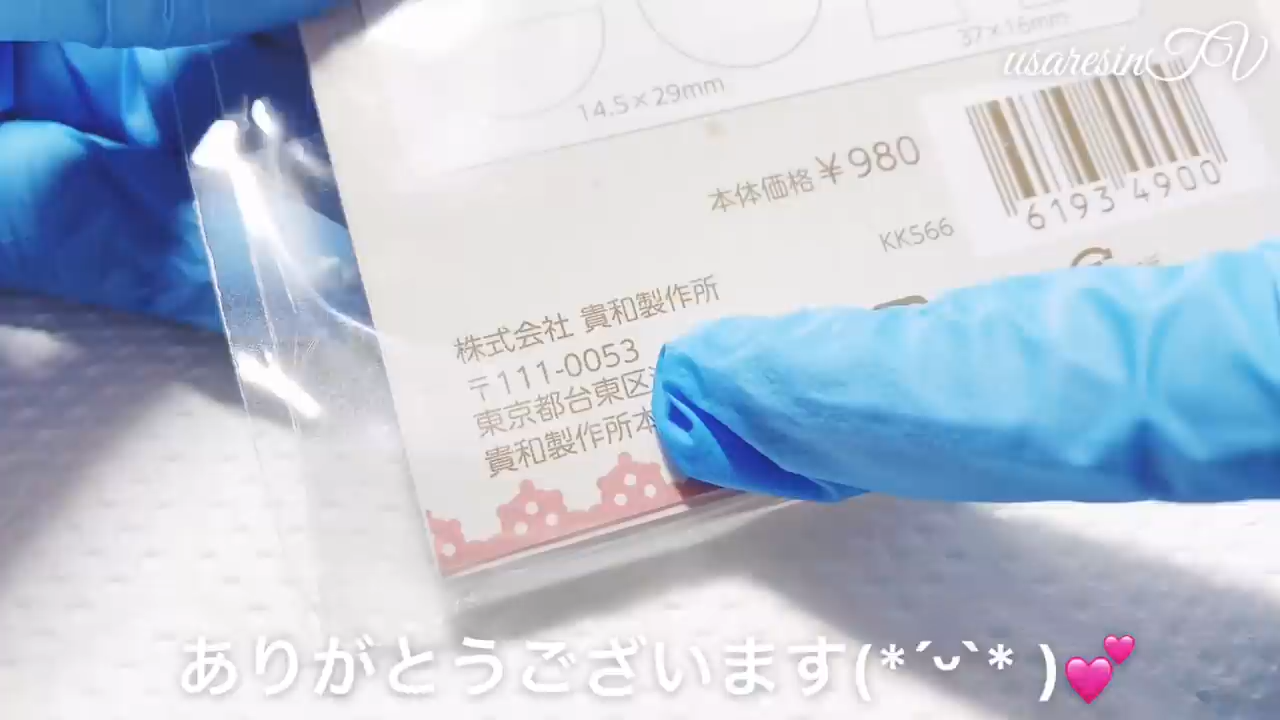 37×16mm
usaresinTV
14.5×29mm
本体価格¥980
6193 4900
KK566
株式会社 貴和製作所
〒111-0053
東京都台東区
貴和製作所本
ありがとうございます(*´ᵕ`* )💕